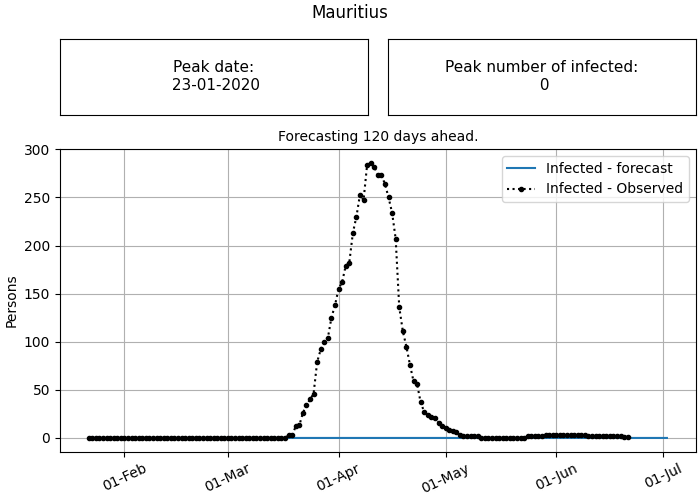 Mauritius
Peak date:
23-01-2020
Peak number of infected:
0
Forecasting 120 days ahead.
Infected - forecast
Infected - Observed
Persons
300
250
200
150
100
50
0
01-Feb
01-Mar
01-Apr
01-May
01-Jun
01-Jul